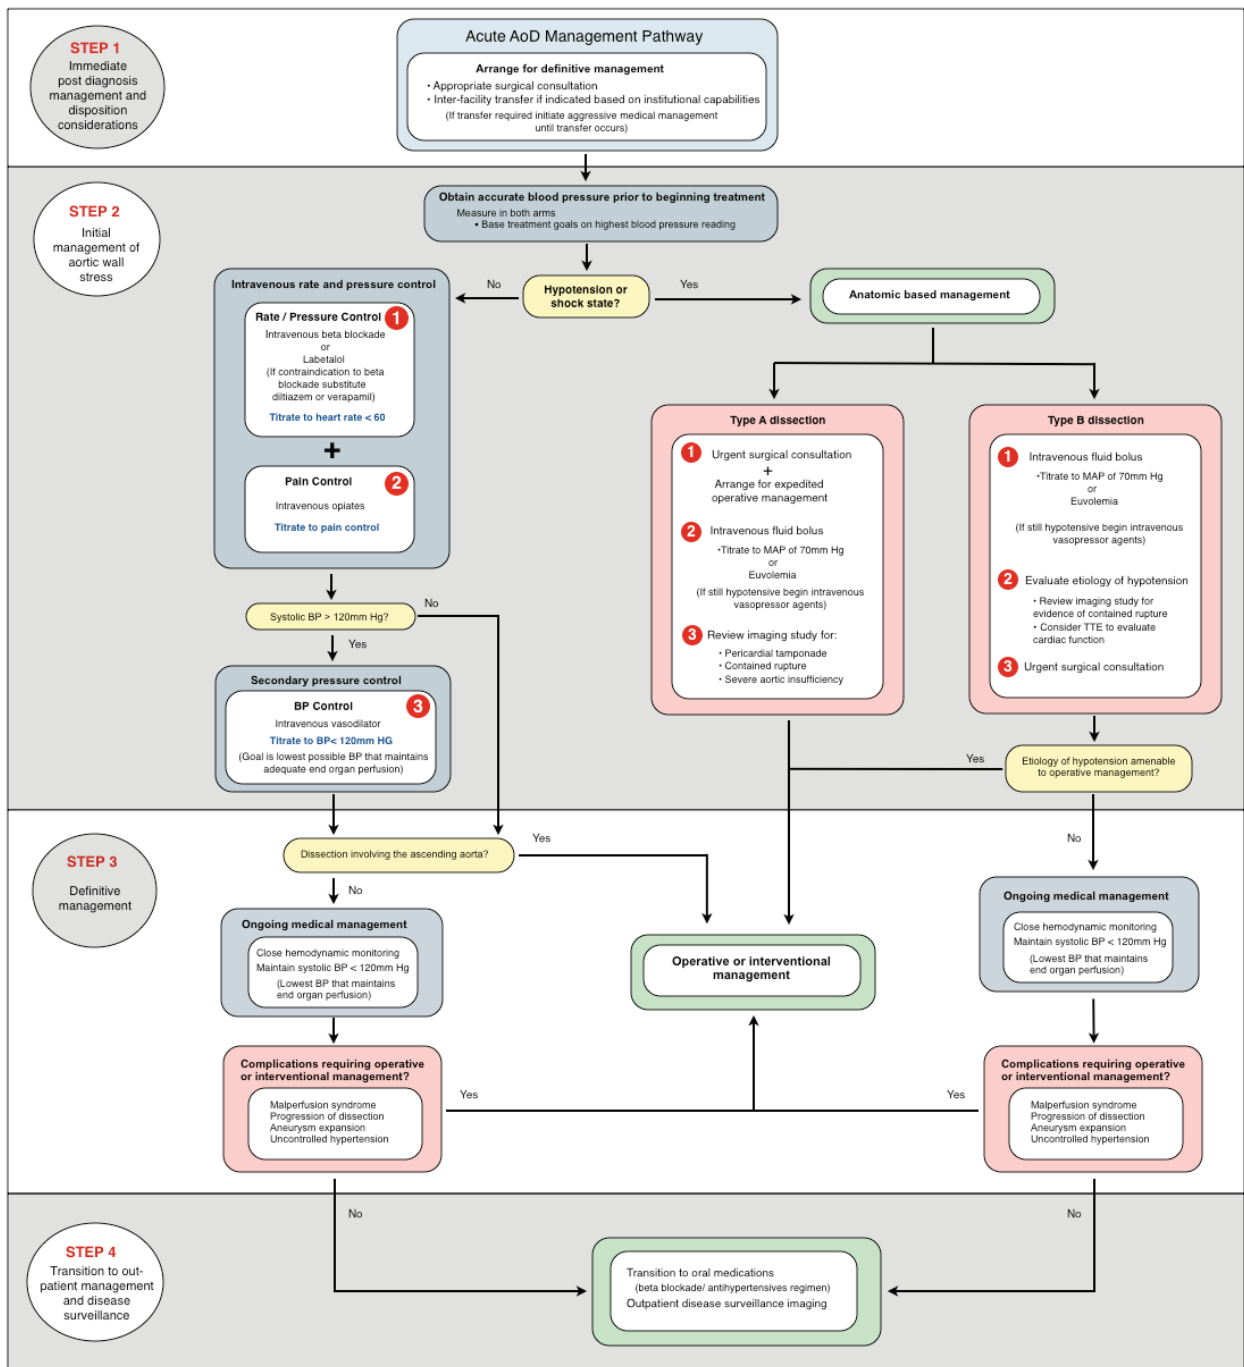 STEP 1
Immediate
post diagnosis
management and
disposition
considerations
Acute AoD Management Pathway
Arrange for definitive management
• Appropriate surgical consultation
• Inter-facility transfer if indicated based on institutional capabilities
(If transfer required initiate aggressive medical management
until transfer occurs)
STEP 2
Initial
management of
aortic wall
stress
Obtain accurate blood pressure prior to beginning treatment
Measure in both arms
• Base treatment goals on highest blood pressure reading
Hypotension or
shock state?
No
Yes
Intravenous rate and pressure control
Rate / Pressure Control
1
Intravenous beta blockade
or
Labetalol
(If contraindication to beta
blockade substitute
diltiazem or verapamil)
Titrate to heart rate < 60
+
Pain Control
2
Intravenous opiates
Titrate to pain control
Systolic BP > 120mm Hg?
No
Yes
Secondary pressure control
BP Control
3
Intravenous vasodilator
Titrate to BP< 120mm HG
(Goal is lowest possible BP that maintains
adequate end organ perfusion)
Anatomic based management
Type A dissection
1 Urgent surgical consultation
+
Arrange for expedited
operative management
2 Intravenous fluid bolus
•Titrate to MAP of 70mm Hg
or
Euvolemia
(If still hypotensive begin intravenous
vasopressor agents)
3 Review imaging study for:
• Pericardial tamponade
• Contained rupture
• Severe aortic insufficiency
Type B dissection
1 Intravenous fluid bolus
•Titrate to MAP of 70mm Hg
or
Euvolemia
(If still hypotensive begin intravenous
vasopressor agents)
2 Evaluate etiology of hypotension
• Review imaging study for
evidence of contained rupture
• Consider TTE to evaluate
cardiac function
3 Urgent surgical consultation
Etiology of hypotension amenable
to operative management?
Yes
No
STEP 3
Definitive
management
Dissection involving the ascending aorta?
Yes
No
Ongoing medical management
Close hemodynamic monitoring
Maintain systolic BP < 120mm Hg
(Lowest BP that maintains
end organ perfusion)
Complications requiring operative
or interventional management?
Malperfusion syndrome
Progression of dissection
Aneurysm expansion
Uncontrolled hypertension
Yes
No
Operative or interventional
management
Ongoing medical management
Close hemodynamic monitoring
Maintain systolic BP < 120mm Hg
(Lowest BP that maintains
end organ perfusion)
Complications requiring operative
or interventional management?
Malperfusion syndrome
Progression of dissection
Aneurysm expansion
Uncontrolled hypertension
Yes
No
STEP 4
Transition to out-
patient management
and disease
surveillance
Transition to oral medications
(beta blockade/ antihypertensives regimen)
Outpatient disease surveillance imaging